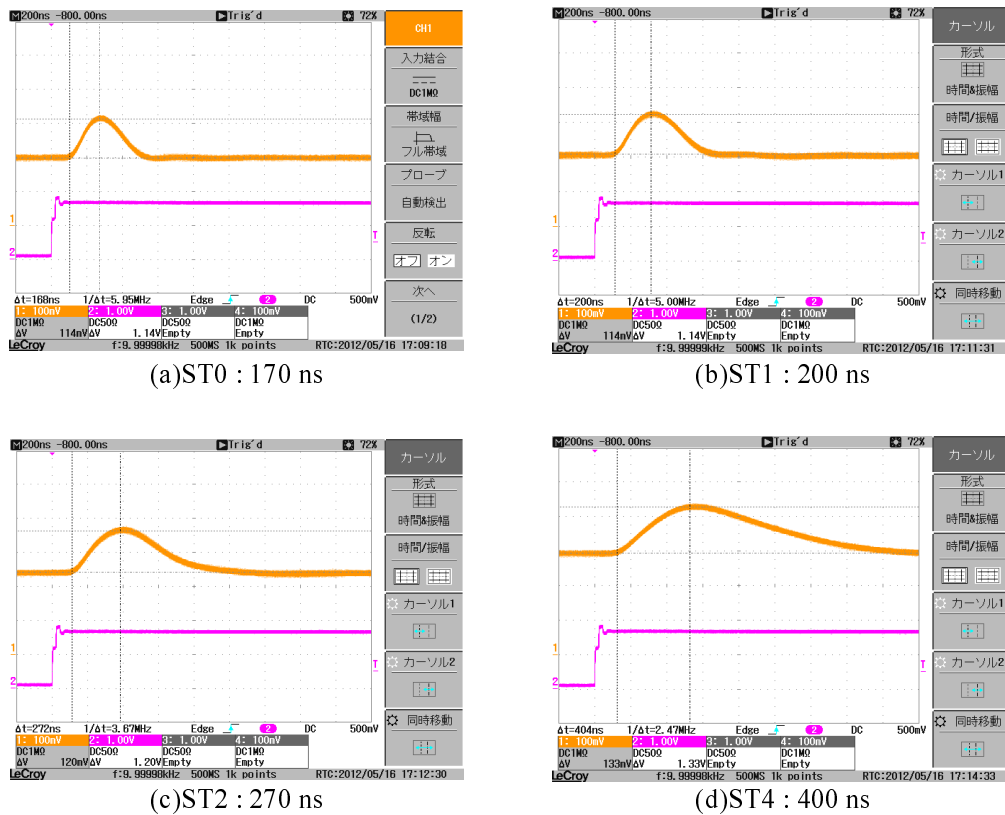 M200ns -800.00ns Trig'd 72%
CH1
入力結合
DC1MΩ
帯域幅
フル帯域
プローブ
自動検出
反転
オフ オン
次へ
(1/2)
1
2
T
Δt=168ns 1/Δt=5.95MHz Edge 2 DC 500mV
1: 100mV 2: 1.00V 3: 1.00V 4: 100mV
DC1MΩ DC50Ω DC50Ω DC1MΩ
ΔV 114mV ΔV 1.14V Empty Empty
LeCroy f:9.99998kHz 500MS 1k points RTC:2012/05/16 17:09:18
(a)ST0 : 170 ns
M200ns -800.00ns Trig'd 72%
カーソル
形式
時間&振幅
時間/振幅
カーソル1
カーソル2
同時移動
1
2
T
Δt=200ns 1/Δt=5.00MHz Edge 2 DC 500mV
1: 100mV 2: 1.00V 3: 1.00V 4: 100mV
DC1MΩ DC50Ω DC50Ω DC1MΩ
ΔV 114mV ΔV 1.14V Empty Empty
LeCroy f:9.99998kHz 500MS 1k points RTC:2012/05/16 17:11:31
(b)ST1 : 200 ns
M200ns -800.00ns Trig'd 72%
カーソル
形式
時間&振幅
時間/振幅
カーソル1
カーソル2
同時移動
1
2
T
Δt=272ns 1/Δt=3.67MHz Edge 2 DC 500mV
1: 100mV 2: 1.00V 3: 1.00V 4: 100mV
DC1MΩ DC50Ω DC50Ω DC1MΩ
ΔV 120mV ΔV 1.20V Empty Empty
LeCroy f:9.99998kHz 500MS 1k points RTC:2012/05/16 17:12:30
(c)ST2 : 270 ns
M200ns -800.00ns Trig'd 72%
カーソル
形式
時間&振幅
時間/振幅
カーソル1
カーソル2
同時移動
1
2
T
Δt=404ns 1/Δt=2.47MHz Edge 2 DC 500mV
1: 100mV 2: 1.00V 3: 1.00V 4: 100mV
DC1MΩ DC50Ω DC50Ω DC1MΩ
ΔV 133mV ΔV 1.33V Empty Empty
LeCroy f:9.99998kHz 500MS 1k points RTC:2012/05/16 17:14:33
(d)ST4 : 400 ns